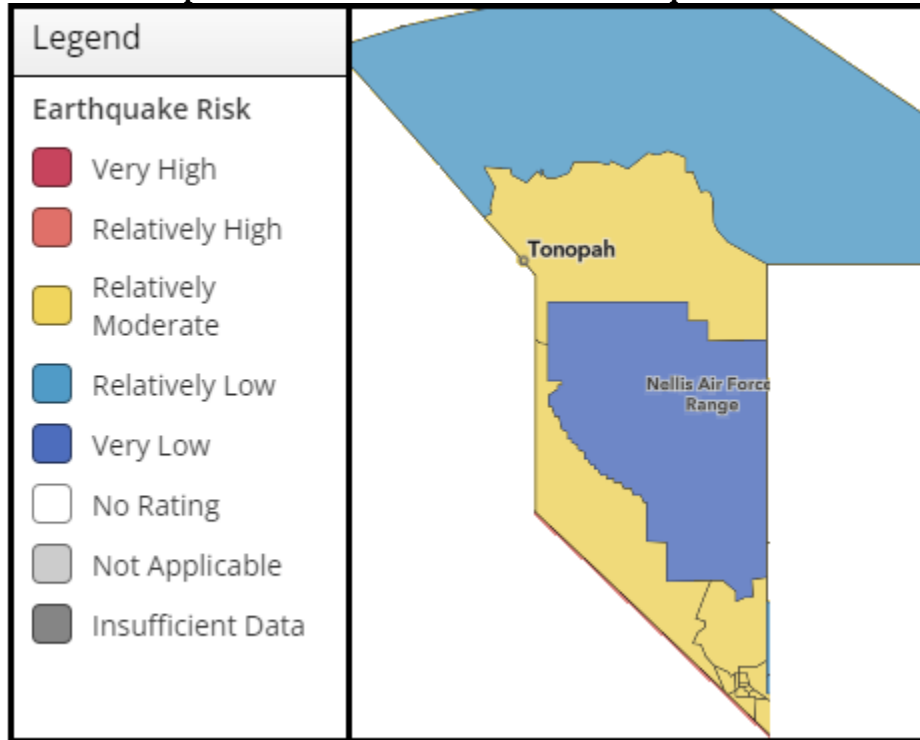 Legend
Earthquake Risk
Very High
Relatively High
Relatively
Moderate
Relatively Low
Very Low
No Rating
Not Applicable
Insufficient Data
Tonopah
Nellis Air Force
Range